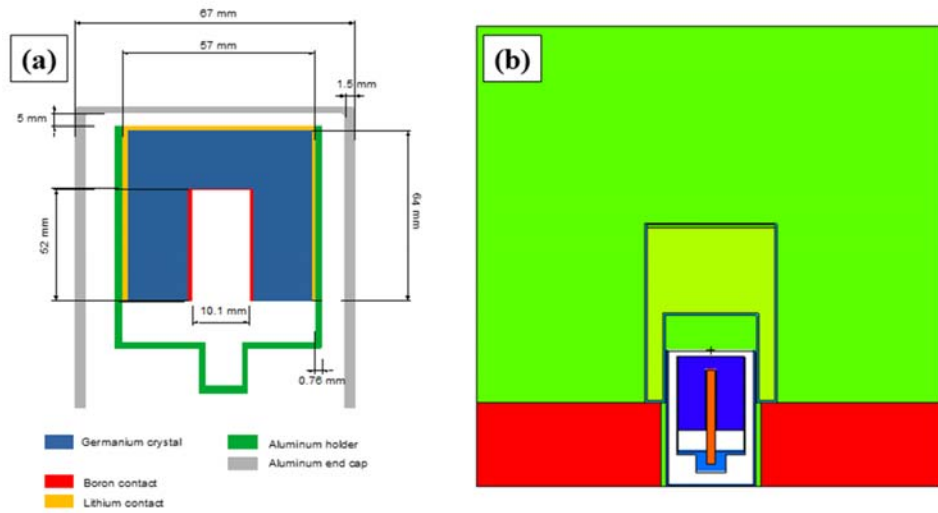 67 mm
(a)
57 mm
1.5 mm
5 mm
52 mm
64 mm
10.1 mm
0.76 mm
Germanium crystal
Aluminum holder
Aluminum end cap
Boron contact
Lithium contact
(b)